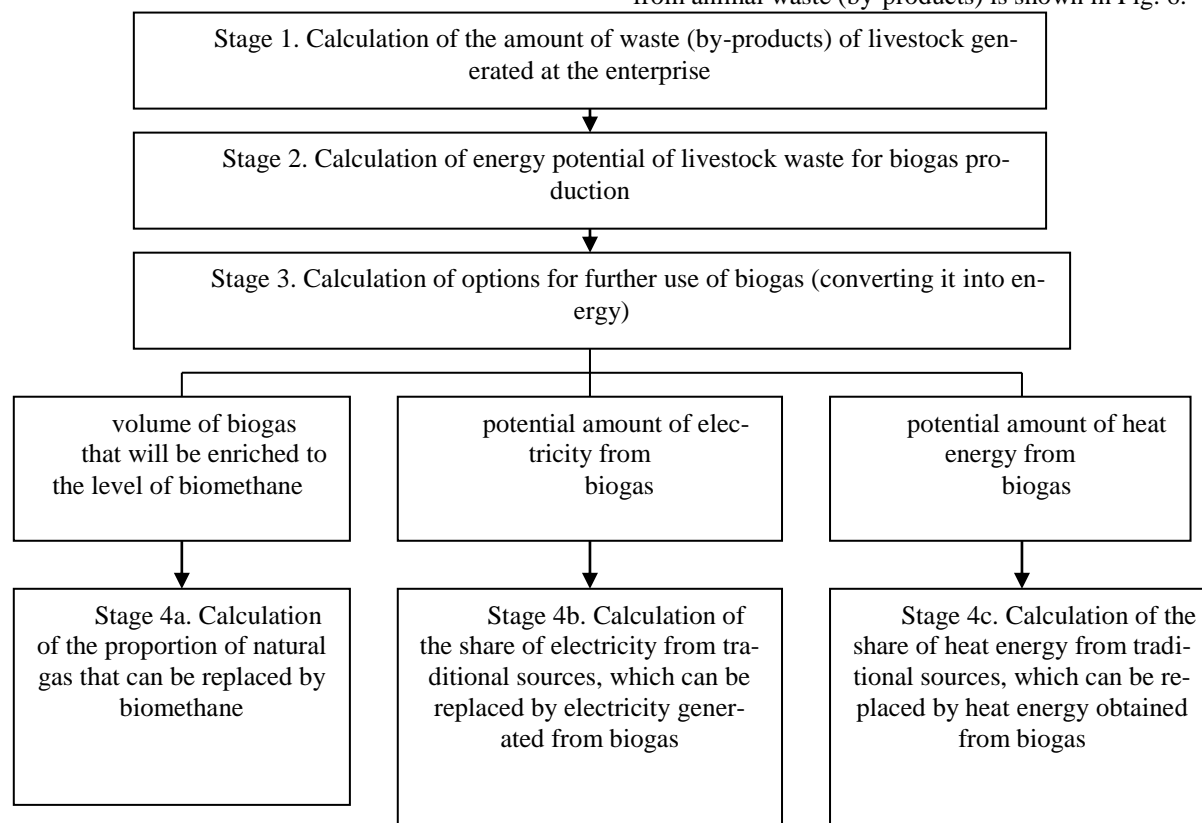 from animal waste (by-products) is shown in Fig. 6.
Stage 1. Calculation of the amount of waste (by-products) of livestock gen-
erated at the enterprise
Stage 2. Calculation of energy potential of livestock waste for biogas pro-
duction
Stage 3. Calculation of options for further use of biogas (converting it into en-
ergy)
volume of biogas
that will be enriched to
the level of biomethane
potential amount of elec-
tricity from
biogas
potential amount of heat
energy from
biogas
Stage 4a. Calculation
of the proportion of natural
gas that can be replaced by
biomethane
Stage 4b. Calculation of
the share of electricity from tra-
ditional sources, which can be
replaced by electricity gener-
ated from biogas
Stage 4c. Calculation of the
share of heat energy from tradi-
tional sources, which can be re-
placed by heat energy obtained
from biogas